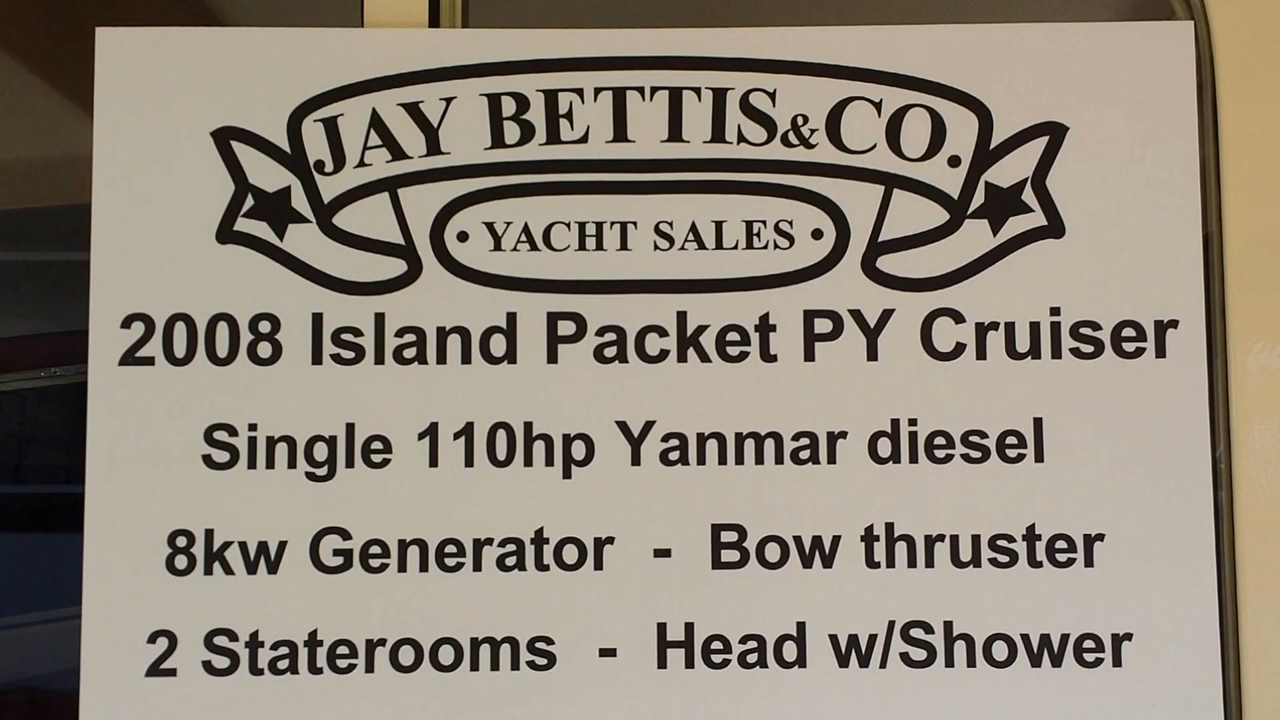 JAY BETTIS & CO.
• YACHT SALES •
2008 Island Packet PY Cruiser
Single 110hp Yanmar diesel
8kw Generator - Bow thruster
2 Staterooms - Head w/Shower